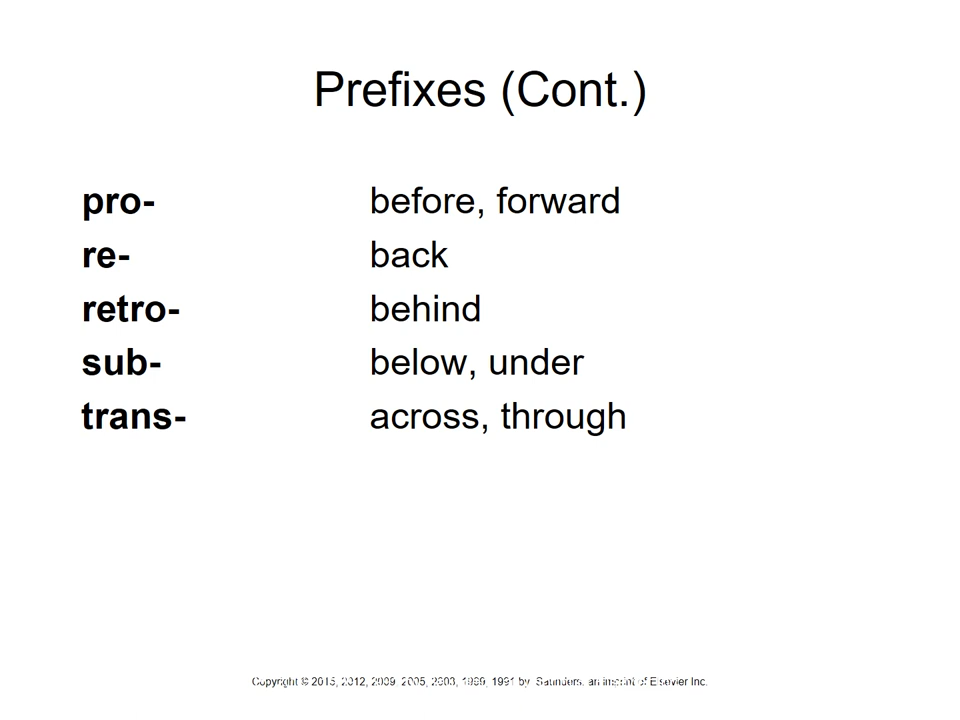 Prefixes (Cont.)
pro- before, forward
re- back
retro- behind
sub- below, under
trans- across, through
Copyright © 2015, 2012, 2009, 2005, 2003, 1999, 1991 by Saunders, an imprint of Elsevier Inc.